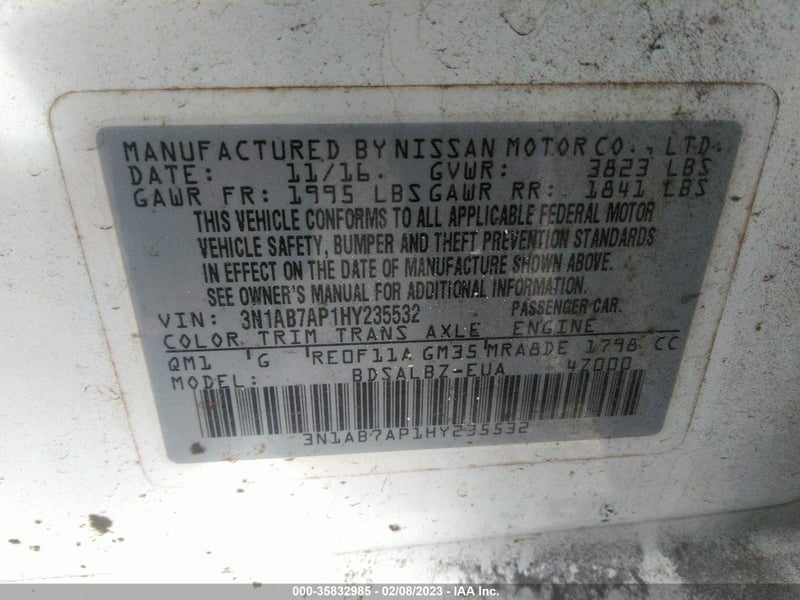 MANUFACTURED BY NISSAN MOTOR CO., LTD.
DATE: 11/16. GVWR: 3823 LBS
GAWR FR: 1995 LBS GAWR RR: 1841 LBS
THIS VEHICLE CONFORMS TO ALL APPLICABLE FEDERAL MOTOR
VEHICLE SAFETY, BUMPER AND THEFT PREVENTION STANDARDS
IN EFFECT ON THE DATE OF MANUFACTURE SHOWN ABOVE.
SEE OWNER'S MANUAL FOR ADDITIONAL INFORMATION.
VIN: 3N1AB7AP1HY235532 PASSENGER CAR.
COLOR TRIM TRANS AXLE ENGINE
QM1 'G 'RE0F11A GM35'MRA8DE 1798 CC
MODEL: BDSALBZ-EUA 4Z000
3N1AB7AP1HY235532
000-35832985 - 02/08/2023 - IAA Inc.